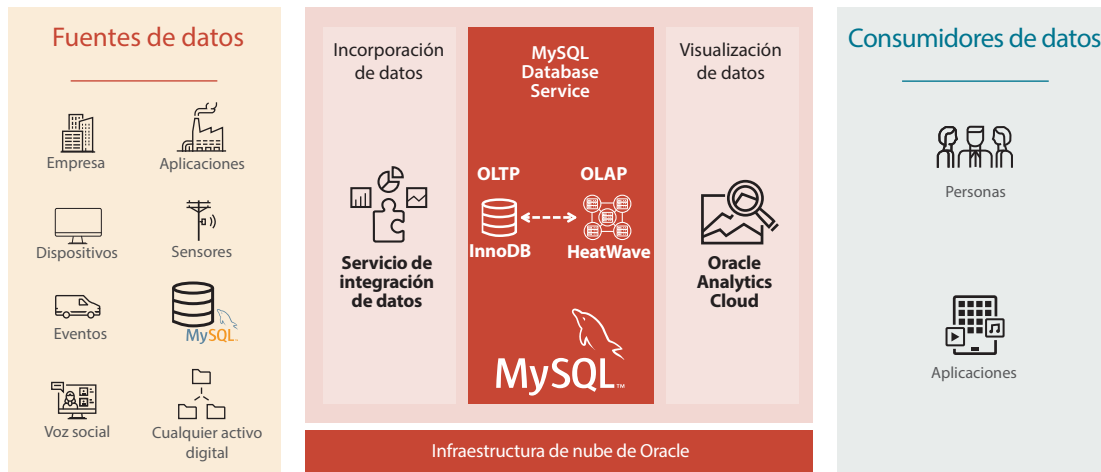 Fuentes de datos
Empresa
Aplicaciones
Dispositivos
Sensores
Eventos
MySQL
Voz social
Cualquier activo
digital
Incorporación
de datos
Servicio de
integración
de datos
MySQL
Database
Service
OLTP
OLAP
InnoDB
HeatWave
MySQL™
Visualización
de datos
Oracle
Analytics
Cloud
Infraestructura de nube de Oracle
Consumidores de datos
Personas
Aplicaciones